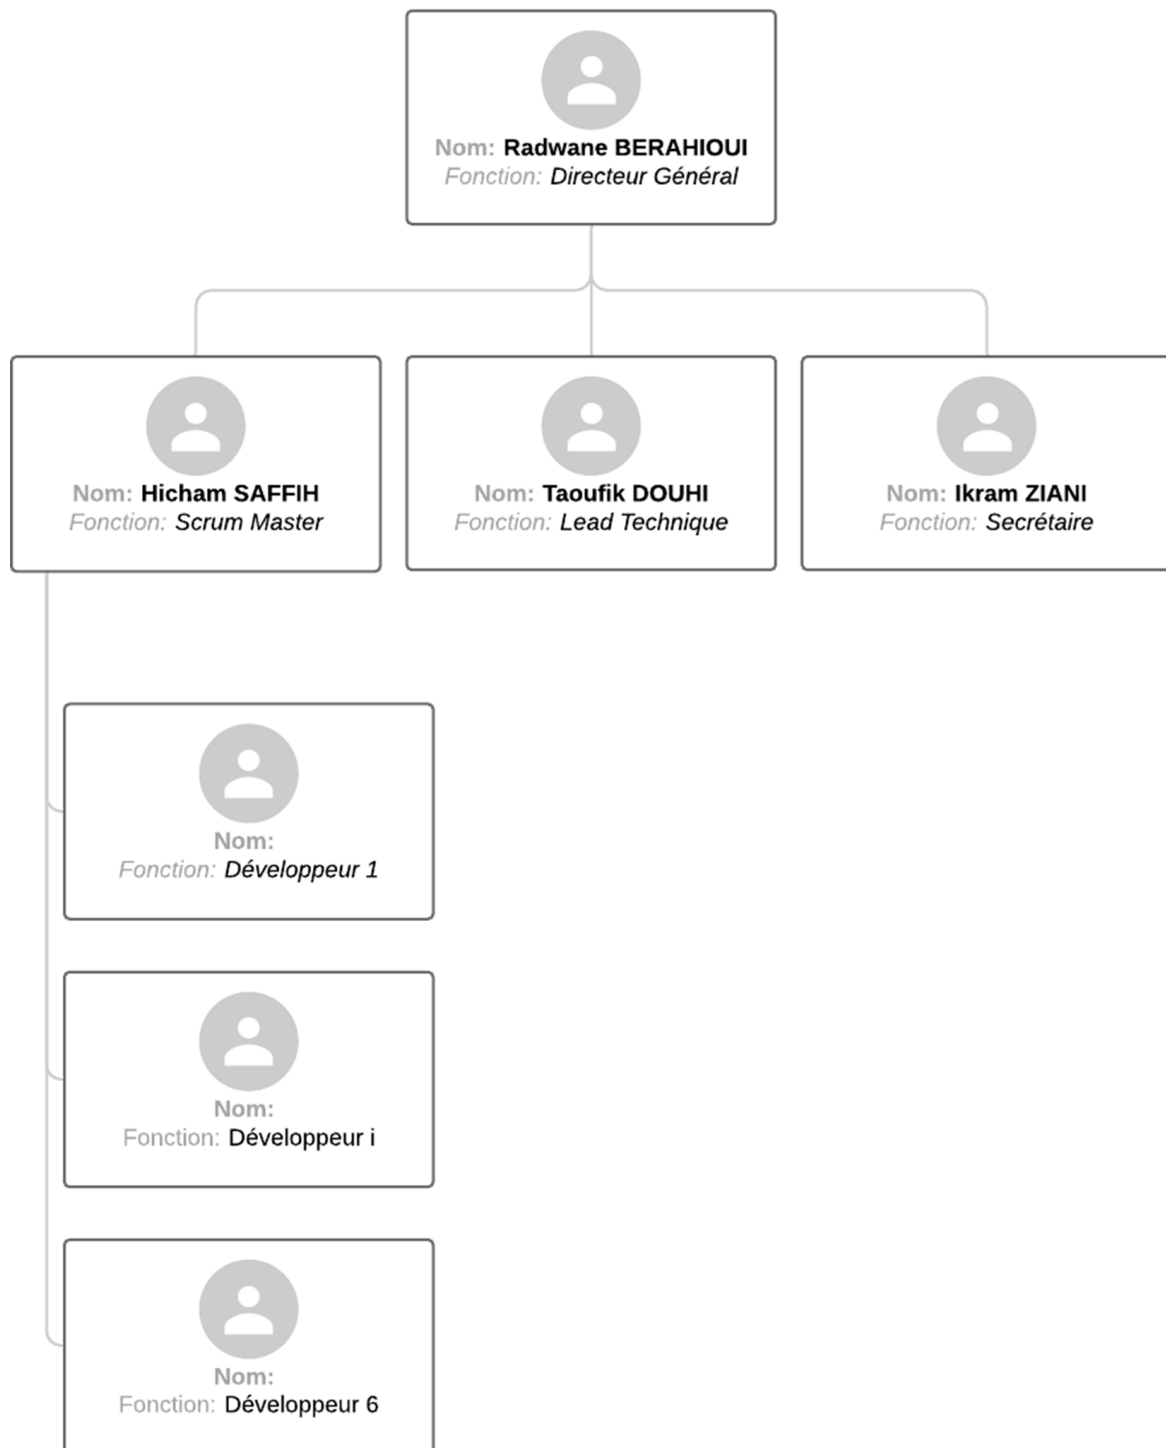 Nom: Radwane BERAHIOUI
Fonction: Directeur Général
Nom: Hicham SAFFIH
Fonction: Scrum Master
Nom: Taoufik DOUHI
Fonction: Lead Technique
Nom: Ikram ZIANI
Fonction: Secrétaire
Nom:
Fonction: Développeur 1
Nom:
Fonction: Développeur i
Nom:
Fonction: Développeur 6